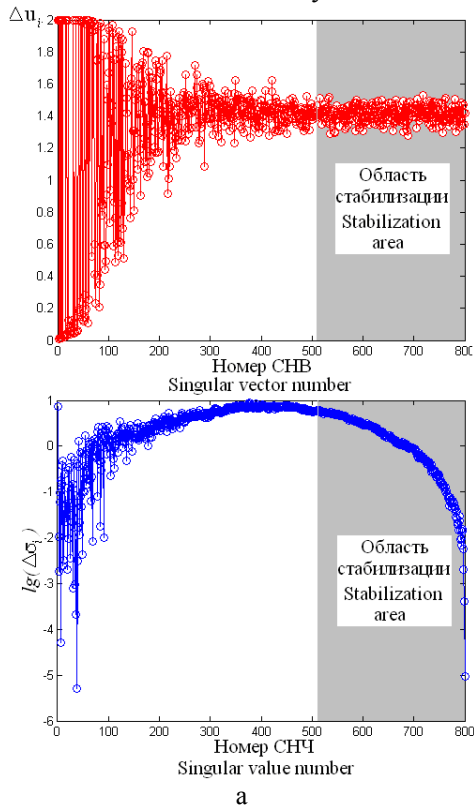 Δu_i
2
1.8
1.6
1.4
1.2
1
0.8
0.6
0.4
0.2
0
Область
стабилизации
Stabilization
area
0 100 200 300 400 500 600 700 800
Номер СНВ
Singular vector number
lg(Δσ_i)
1
0
-1
-2
-3
-4
-5
-6
Область
стабилизации
Stabilization
area
0 100 200 300 400 500 600 700 800
Номер СНЧ
Singular value number
а